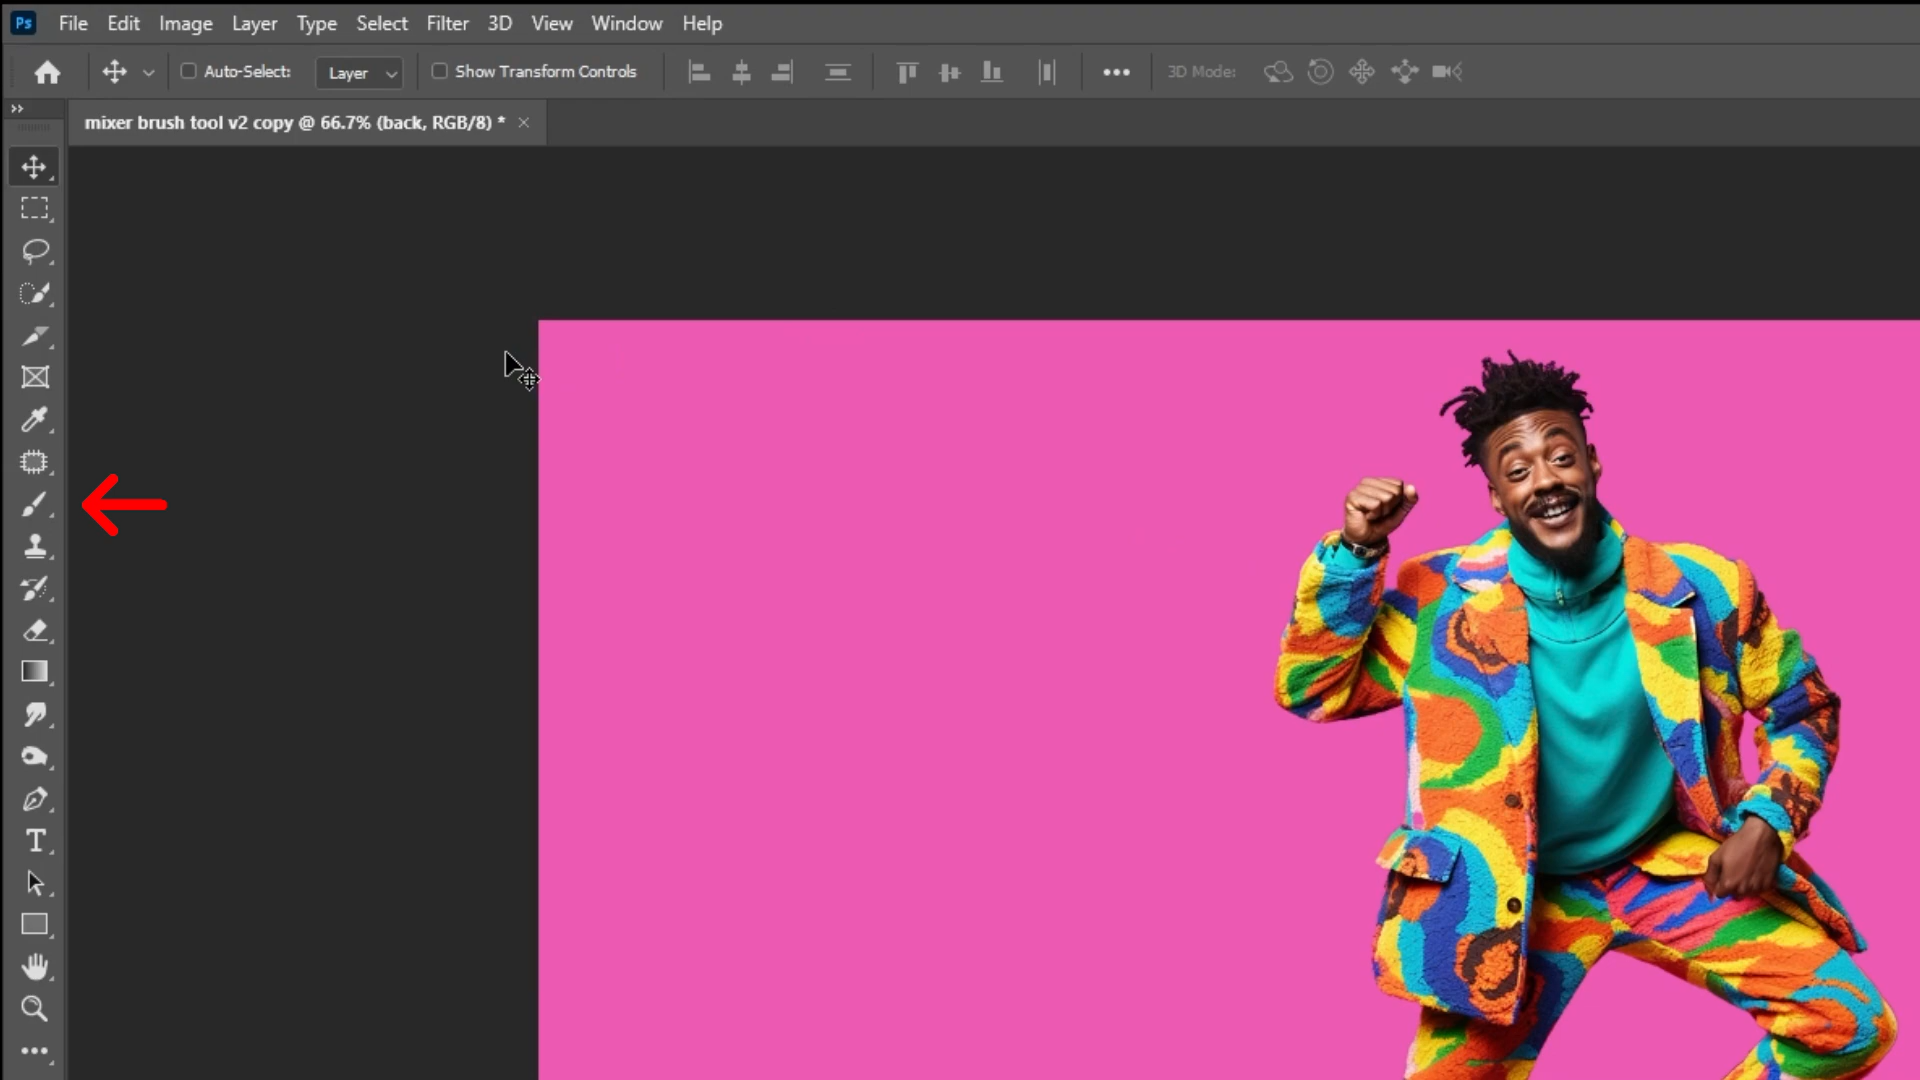 Ps File Edit Image Layer Type Select Filter 3D View Window Help
Auto-Select: Layer Show Transform Controls 3D Mode:
mixer brush tool v2 copy @ 66.7% (back, RGB/8) *
T